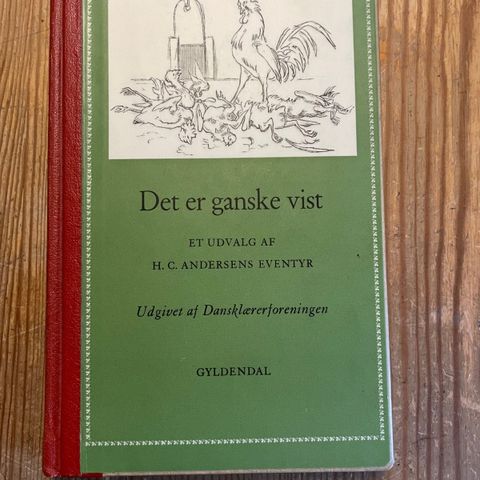 Det er ganske vist
ET UDVALG AF
H. C. ANDERSENS EVENTYR
Udgivet af Dansklærerforeningen
GYLDENDAL